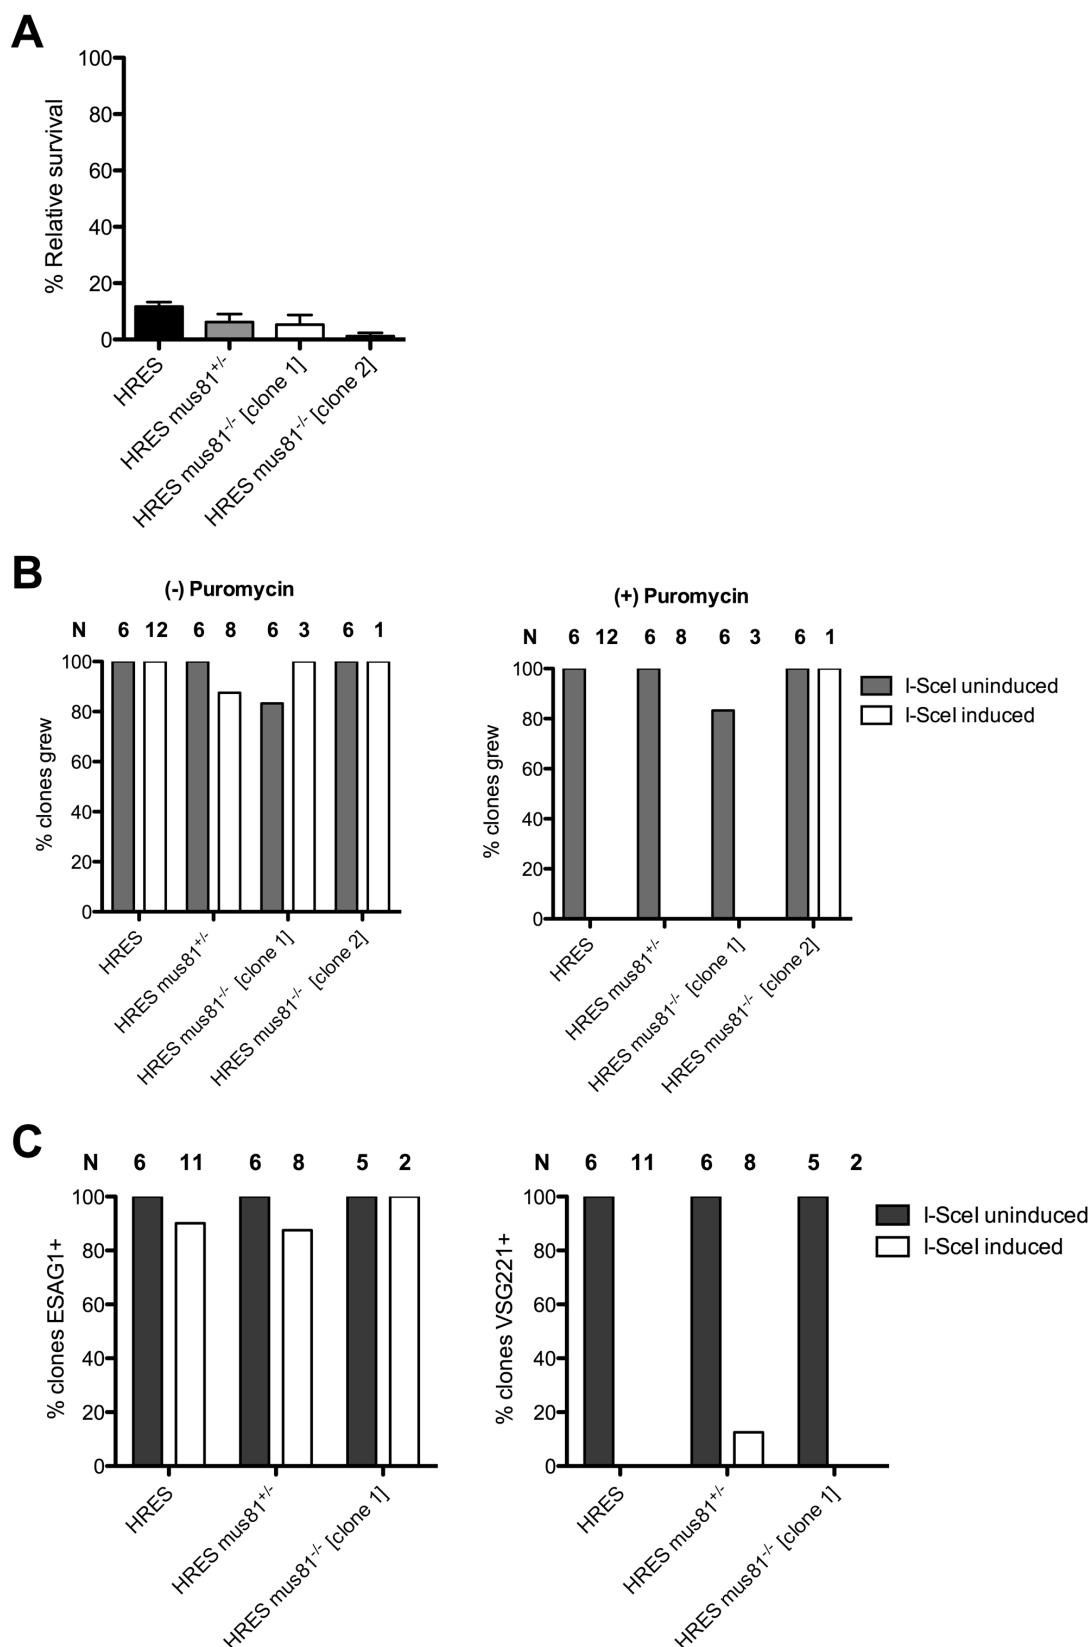 A
% Relative survival
100
80
60
40
20
0
HRES
HRES mus81+/-
HRES mus81-/- [clone 1]
HRES mus81-/- [clone 2]
B
(-) Puromycin
N 6 12 6 8 6 3 6 1
% clones grew
100
80
60
40
20
0
HRES
HRES mus81+/-
HRES mus81-/- [clone 1]
HRES mus81-/- [clone 2]
(+) Puromycin
N 6 12 6 8 6 3 6 1
% clones grew
100
80
60
40
20
0
HRES
HRES mus81+/-
HRES mus81-/- [clone 1]
HRES mus81-/- [clone 2]
I-SceI uninduced
I-SceI induced
C
N 6 11 6 8 5 2
% clones ESAG1+
100
80
60
40
20
0
HRES
HRES mus81+/-
HRES mus81-/- [clone 1]
N 6 11 6 8 5 2
% clones VSG221+
100
80
60
40
20
0
HRES
HRES mus81+/-
HRES mus81-/- [clone 1]
I-SceI uninduced
I-SceI induced